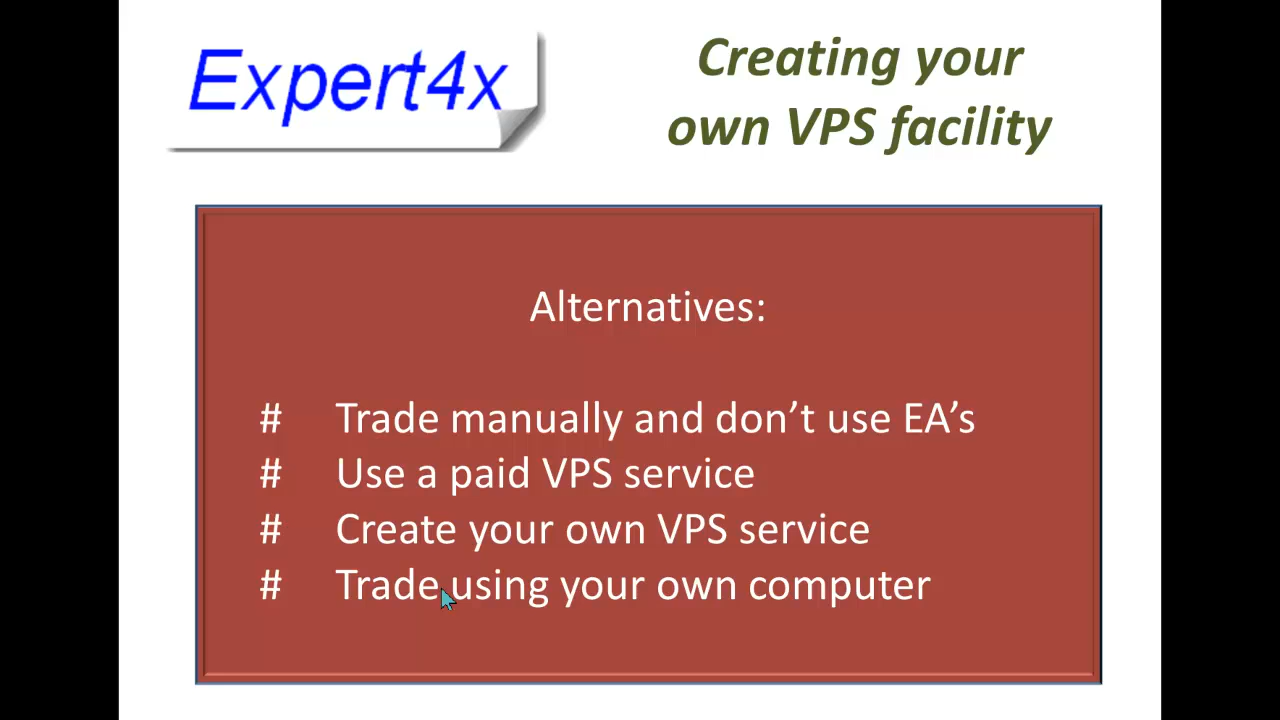 Expert4x
Creating your
own VPS facility
Alternatives:
# Trade manually and don’t use EA’s
# Use a paid VPS service
# Create your own VPS service
# Trade using your own computer